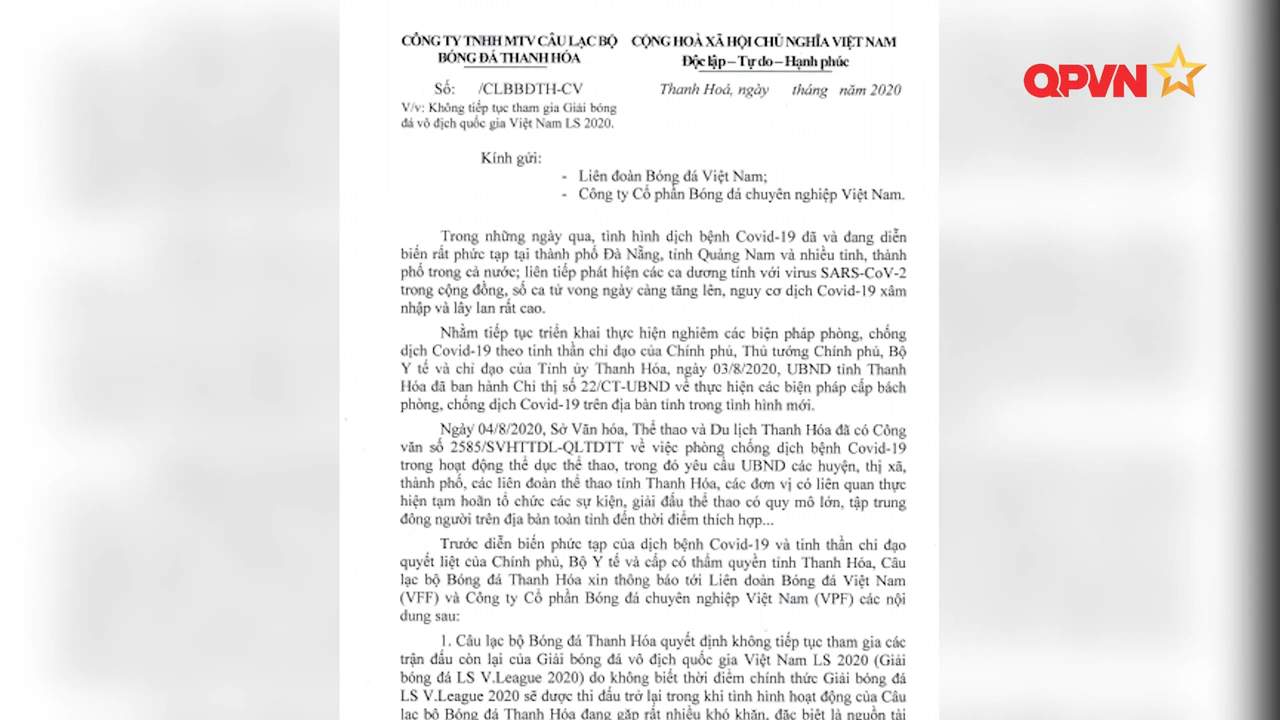 CÔNG TY TNHH MTV CÂU LẠC BỘ
BÓNG ĐÁ THANH HÓA
CỘNG HOÀ XÃ HỘI CHỦ NGHĨA VIỆT NAM
Độc lập – Tự do – Hạnh phúc
Số: /CLBBĐTH-CV
Thanh Hoá, ngày tháng năm 2020
V/v: Không tiếp tục tham gia Giải bóng
đá vô địch quốc gia Việt Nam LS 2020.
QPVN
Kính gửi:
- Liên đoàn Bóng đá Việt Nam;
- Công ty Cổ phần Bóng đá chuyên nghiệp Việt Nam.
Trong những ngày qua, tình hình dịch bệnh Covid-19 đã và đang diễn
biến rất phức tạp tại thành phố Đà Nẵng, tỉnh Quảng Nam và nhiều tỉnh, thành
phố trong cả nước; liên tiếp phát hiện các ca dương tính với virus SARS-CoV-2
trong cộng đồng, số ca tử vong ngày càng tăng lên, nguy cơ dịch Covid-19 xâm
nhập và lây lan rất cao.
Nhằm tiếp tục triển khai thực hiện nghiêm các biện pháp phòng, chống
dịch Covid-19 theo tinh thần chỉ đạo của Chính phủ, Thủ tướng Chính phủ, Bộ
Y tế và chỉ đạo của Tỉnh ủy Thanh Hóa, ngày 03/8/2020, UBND tỉnh Thanh
Hóa đã ban hành Chỉ thị số 22/CT-UBND về thực hiện các biện pháp cấp bách
phòng, chống dịch Covid-19 trên địa bàn tỉnh trong tình hình mới.
Ngày 04/8/2020, Sở Văn hóa, Thể thao và Du lịch Thanh Hóa đã có Công
văn số 2585/SVHTTDL-QLTDTT về việc phòng chống dịch bệnh Covid-19
trong hoạt động thể dục thể thao, trong đó yêu cầu UBND các huyện, thị xã,
thành phố, các liên đoàn thể thao tỉnh Thanh Hóa, các đơn vị có liên quan thực
hiện tạm hoãn tổ chức các sự kiện, giải đấu thể thao có quy mô lớn, tập trung
đông người trên địa bàn toàn tỉnh đến thời điểm thích hợp...
Trước diễn biến phức tạp của dịch bệnh Covid-19 và tinh thần chỉ đạo
quyết liệt của Chính phủ, Bộ Y tế và cấp có thẩm quyền tỉnh Thanh Hóa, Câu
lạc bộ Bóng đá Thanh Hóa xin thông báo tới Liên đoàn Bóng đá Việt Nam
(VFF) và Công ty Cổ phần Bóng đá chuyên nghiệp Việt Nam (VPF) các nội
dung sau:
1. Câu lạc bộ Bóng đá Thanh Hóa quyết định không tiếp tục tham gia các
trận đấu còn lại của Giải bóng đá vô địch quốc gia Việt Nam LS 2020 (Giải
bóng đá LS V.League 2020) do không biết thời điểm chính thức Giải bóng đá
LS V.League 2020 sẽ được thi đấu trở lại trong khi tình hình hoạt động của Câu
lạc bộ Bóng đá Thanh Hóa đang gặp rất nhiều khó khăn, đặc biệt là nguồn tài